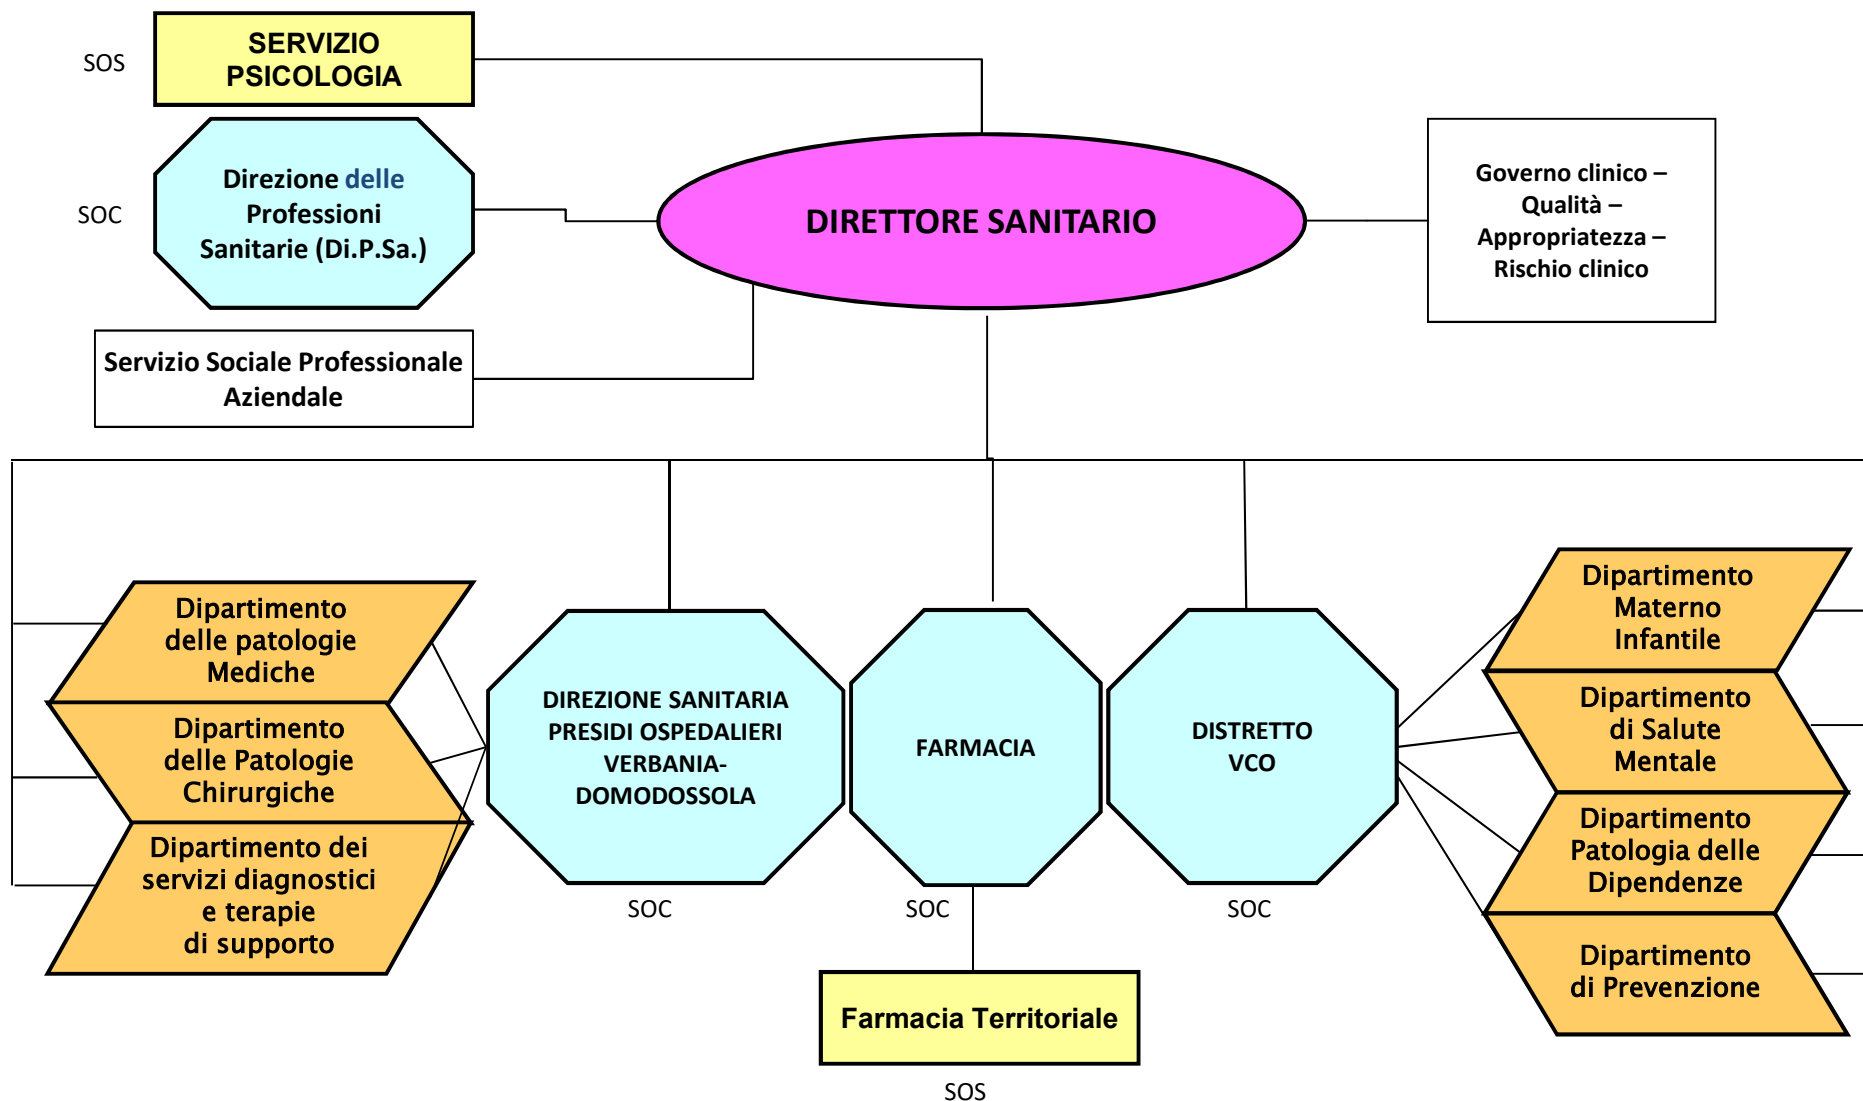 SOS
SERVIZIO
PSICOLOGIA
SOC
Direzione delle
Professioni
Sanitarie (Di.P.Sa.)
DIRETTORE SANITARIO
Governo clinico –
Qualità –
Appropriatezza –
Rischio clinico
Servizio Sociale Professionale
Aziendale
Dipartimento
delle patologie
Mediche
Dipartimento
delle Patologie
Chirurgiche
Dipartimento dei
servizi diagnostici
e terapie
di supporto
DIREZIONE SANITARIA
PRESIDI OSPEDALIERI
VERBANIA-
DOMODOSSOLA
SOC
FARMACIA
SOC
DISTRETTO
VCO
SOC
Dipartimento
Materno
Infantile
Dipartimento
di Salute
Mentale
Dipartimento
Patologia delle
Dipendenze
Dipartimento
di Prevenzione
Farmacia Territoriale
SOS